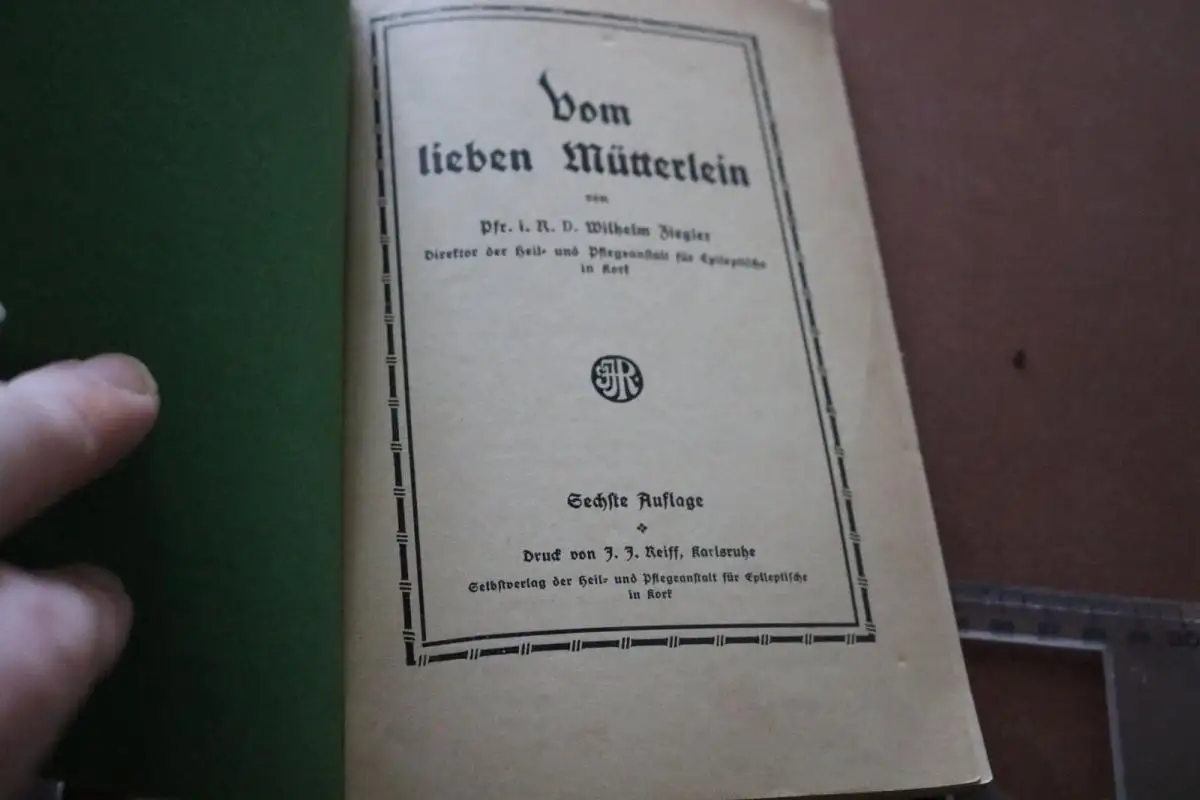 Vom
lieben Mütterlein
von
Pfr. i. R. D. Wilhelm Ziegler
Direktor der Heil- und Pflegeanstalt für Epileptische
in Kork
JJR
Sechste Auflage
Druck von J. J. Reiff, Karlsruhe
Selbstverlag der Heil- und Pflegeanstalt für Epileptische
in Kork